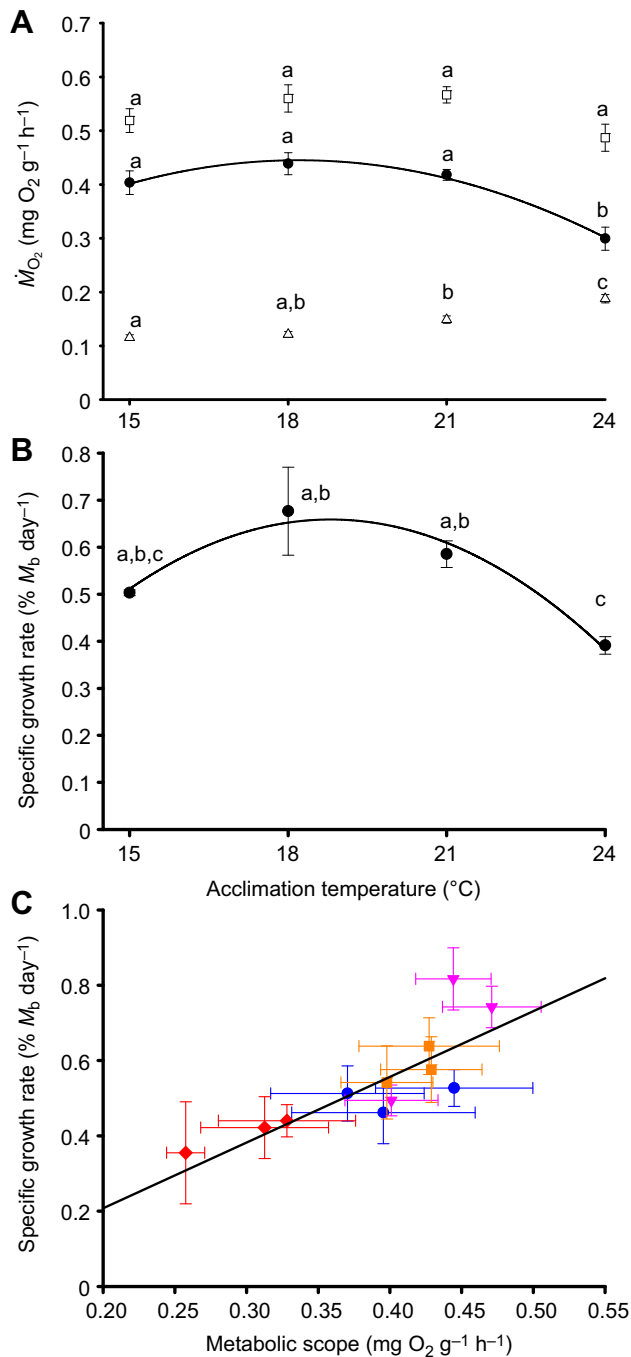 A
0.7
0.6
0.5
0.4
0.3
0.2
0.1
0
Ṁ_O₂ (mg O₂ g⁻¹ h⁻¹)
a a a a
a a a b
a a,b b c
15 18 21 24
B
0.8
0.7
0.6
0.5
0.4
0.3
0.2
0.1
0
Specific growth rate (% M_b day⁻¹)
a,b,c a,b a,b c
15 18 21 24
Acclimation temperature (°C)
C
1.0
0.8
0.6
0.4
0.2
0
Specific growth rate (% M_b day⁻¹)
0.20 0.25 0.30 0.35 0.40 0.45 0.50 0.55
Metabolic scope (mg O₂ g⁻¹ h⁻¹)